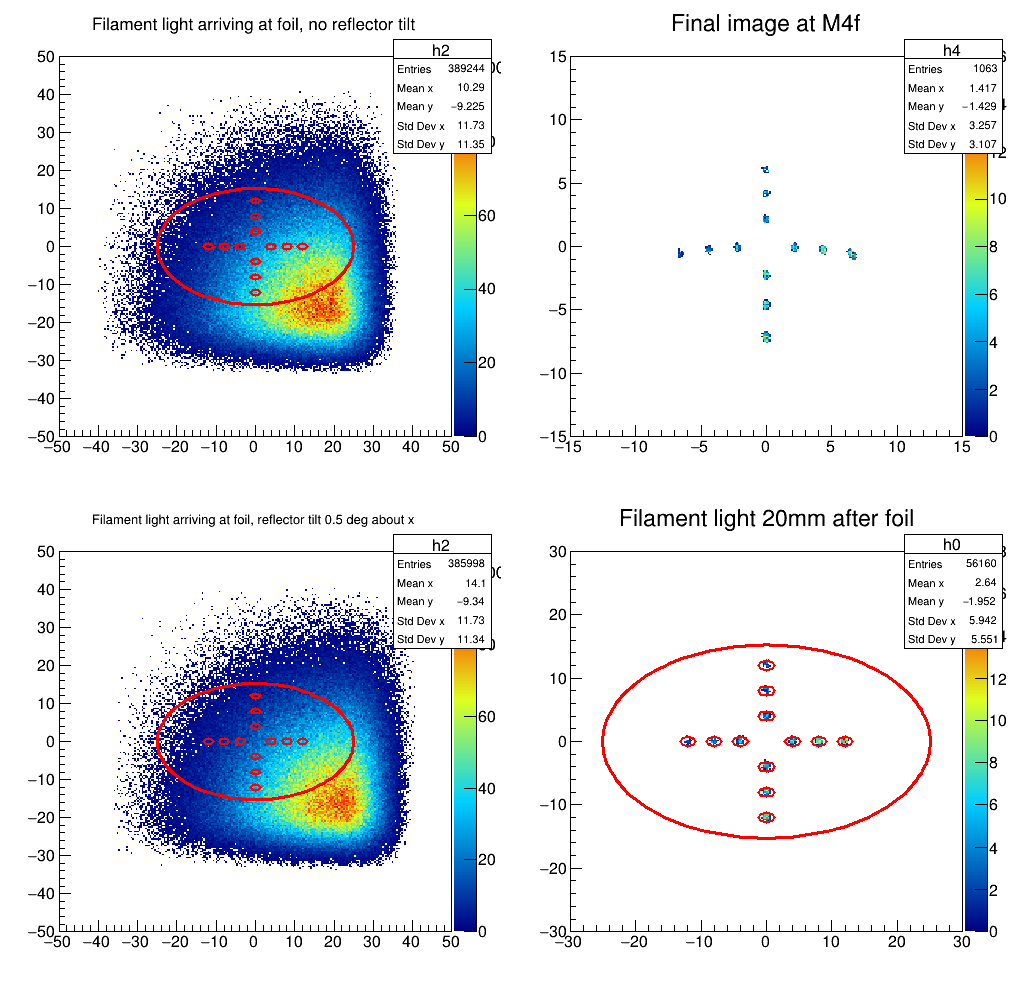 Filament light arriving at foil, no reflector tilt
h2
Entries 389244
Mean x 10.29
Mean y −9.225
Std Dev x 11.73
Std Dev y 11.35
50
40
30
20
10
0
−10
−20
−30
−40
−50
−50 −40 −30 −20 −10 0 10 20 30 40 50
60
40
20
0
Final image at M4f
h4
Entries 1063
Mean x 1.417
Mean y −1.429
Std Dev x 3.257
Std Dev y 3.107
15
10
5
0
−5
−10
−15
−15 −10 −5 0 5 10 15
12
10
8
6
4
2
0
Filament light arriving at foil, reflector tilt 0.5 deg about x
h2
Entries 385998
Mean x 14.1
Mean y −9.34
Std Dev x 11.73
Std Dev y 11.34
50
40
30
20
10
0
−10
−20
−30
−40
−50
−50 −40 −30 −20 −10 0 10 20 30 40 50
60
40
20
0
Filament light 20mm after foil
h0
Entries 56160
Mean x 2.64
Mean y −1.952
Std Dev x 5.942
Std Dev y 5.551
30
20
10
0
−10
−20
−30
−30 −20 −10 0 10 20 30
12
10
8
6
4
2
0